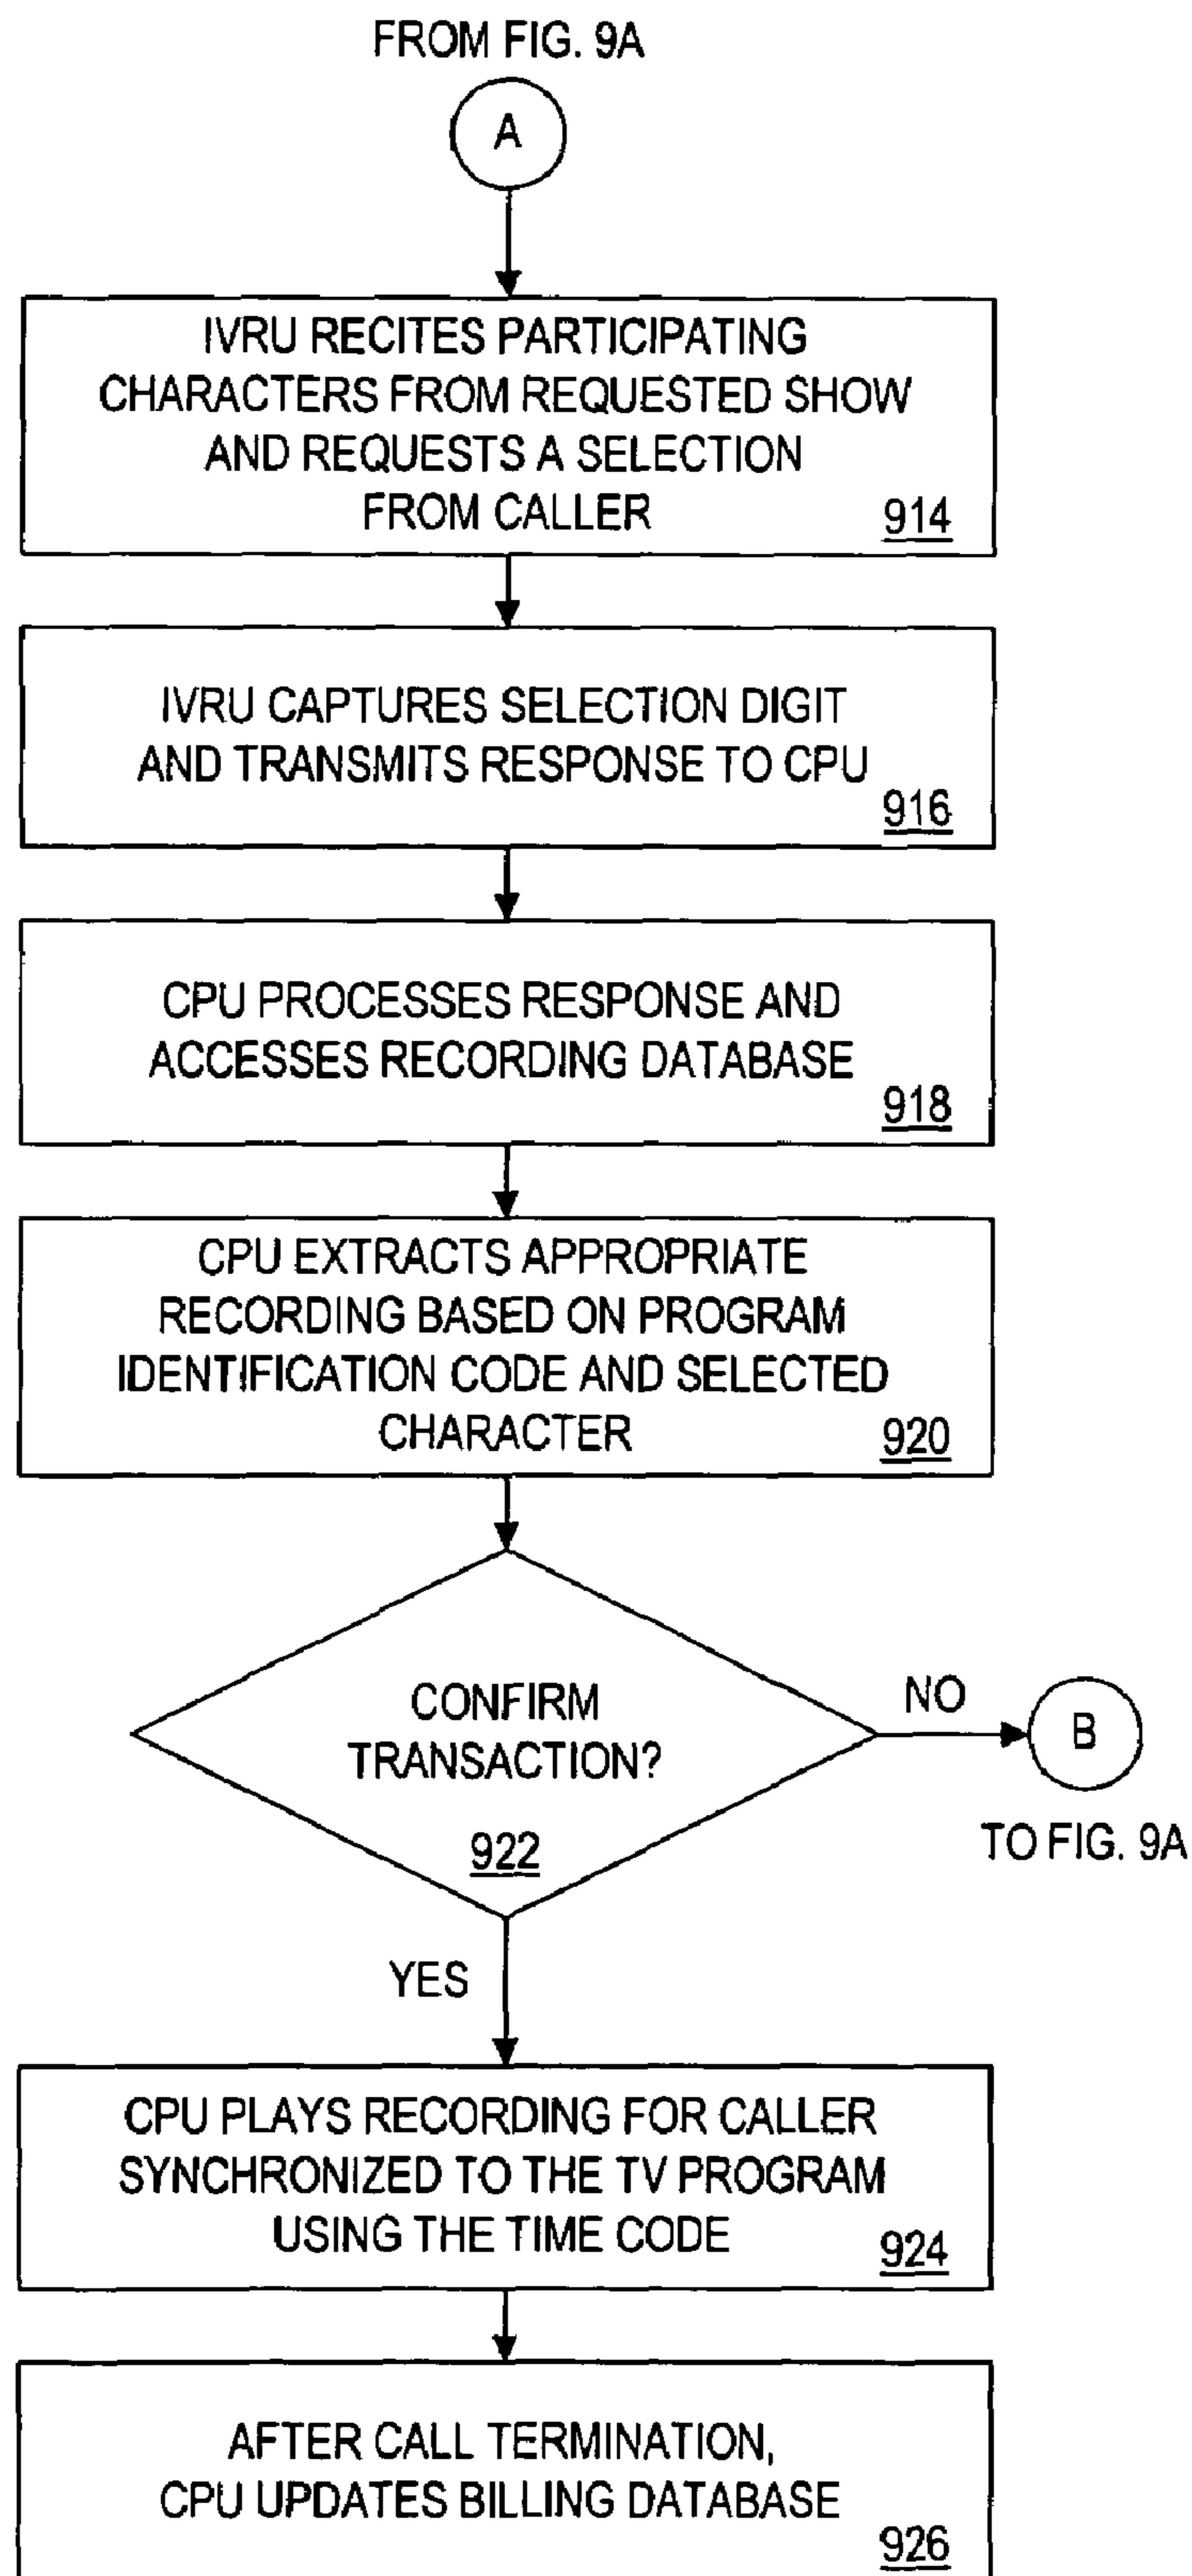 FROM FIG. 9A
A
IVRU RECITES PARTICIPATING
CHARACTERS FROM REQUESTED SHOW
AND REQUESTS A SELECTION
FROM CALLER
914
IVRU CAPTURES SELECTION DIGIT
AND TRANSMITS RESPONSE TO CPU
916
CPU PROCESSES RESPONSE AND
ACCESSES RECORDING DATABASE
918
CPU EXTRACTS APPROPRIATE
RECORDING BASED ON PROGRAM
IDENTIFICATION CODE AND SELECTED
CHARACTER
920
CONFIRM
TRANSACTION?
922
NO
B
TO FIG. 9A
YES
CPU PLAYS RECORDING FOR CALLER
SYNCHRONIZED TO THE TV PROGRAM
USING THE TIME CODE
924
AFTER CALL TERMINATION,
CPU UPDATES BILLING DATABASE
926